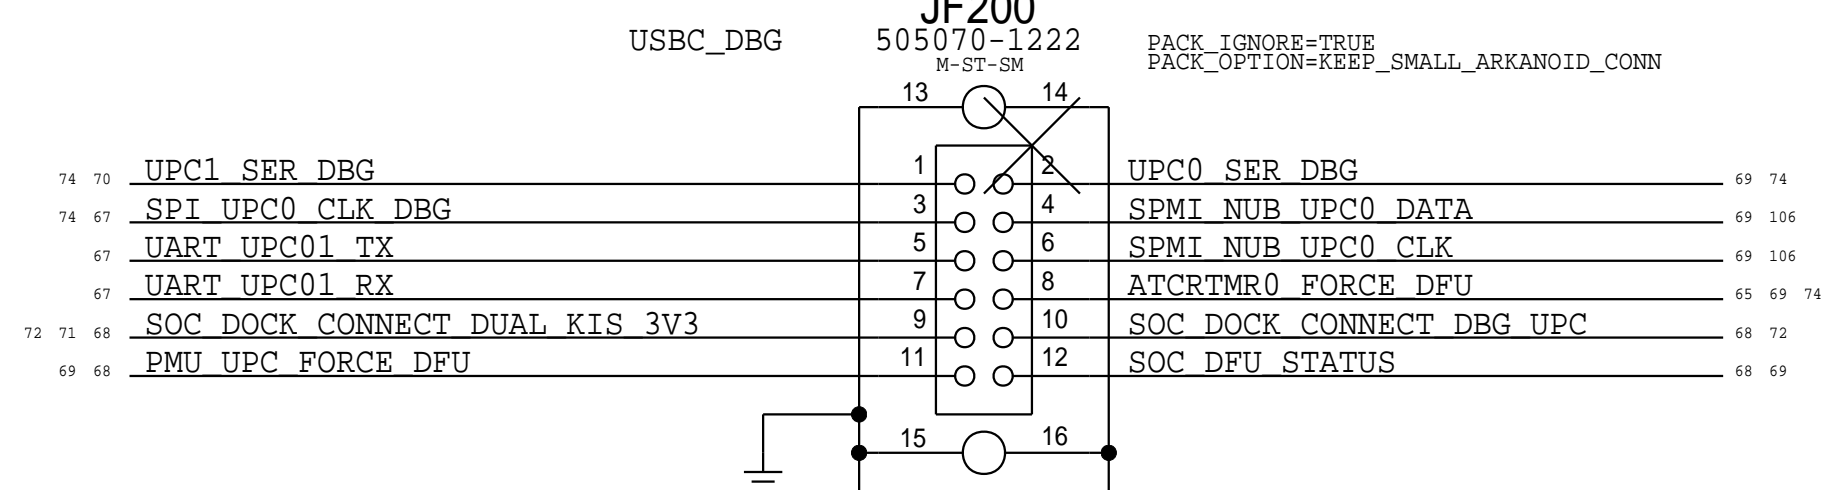 JF200
USBC_DBG 505070-1222 PACK_IGNORE=TRUE
M-ST-SM PACK_OPTION=KEEP_SMALL_ARKANOID_CONN
13 14
74 70 UPC1_SER_DBG 1 2 UPC0_SER_DBG 69 74
74 67 SPI_UPC0_CLK_DBG 3 4 SPMI_NUB_UPC0_DATA 69 106
67 UART_UPC01_TX 5 6 SPMI_NUB_UPC0_CLK 69 106
67 UART_UPC01_RX 7 8 ATCRTMR0_FORCE_DFU 65 69 74
72 71 68 SOC_DOCK_CONNECT_DUAL_KIS_3V3 9 10 SOC_DOCK_CONNECT_DBG_UPC 68 72
69 68 PMU_UPC_FORCE_DFU 11 12 SOC_DFU_STATUS 68 69
15 16